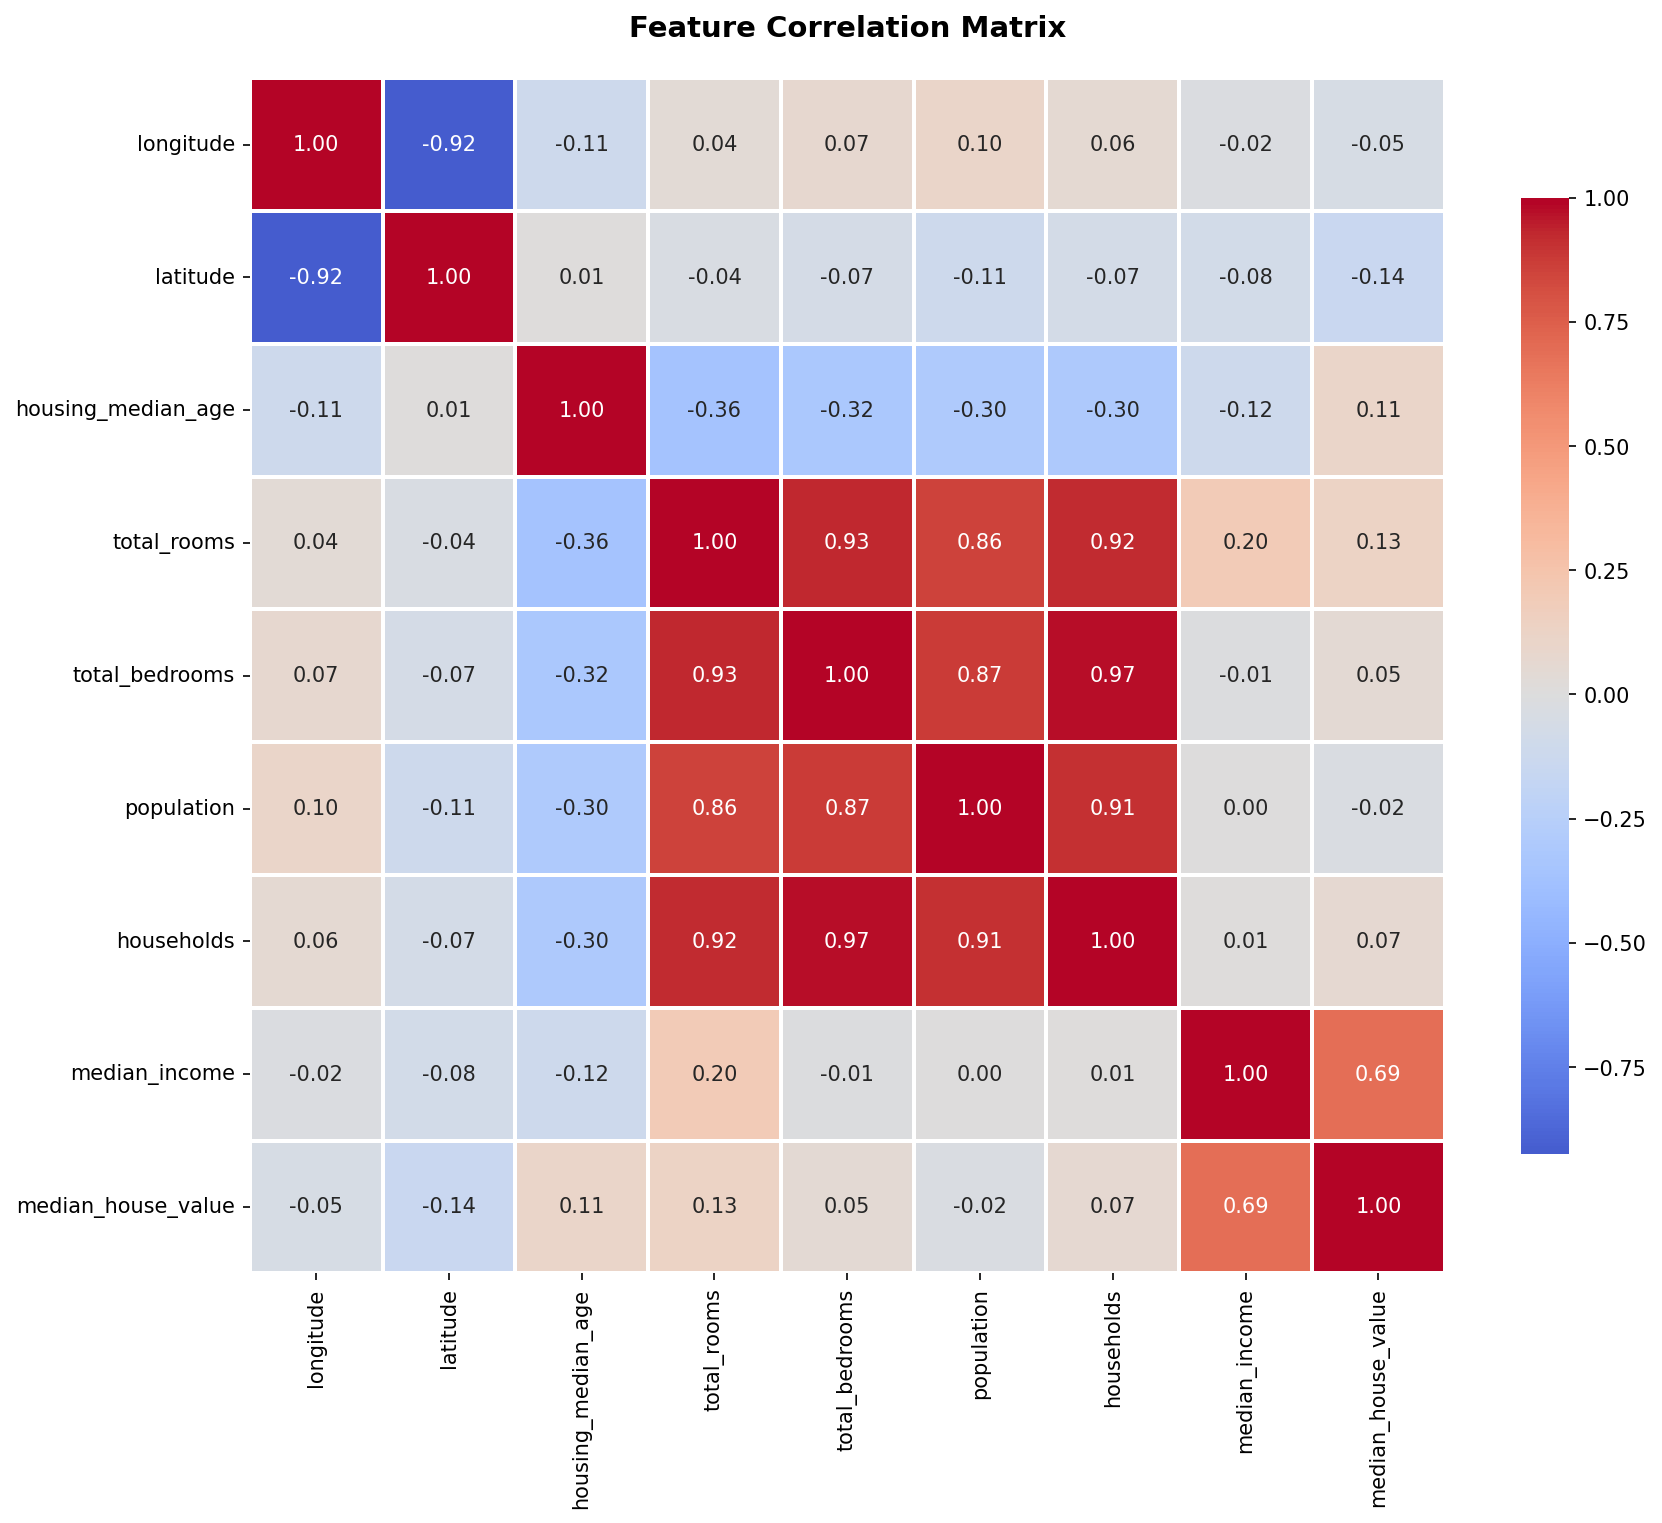 Feature Correlation Matrix
longitude 1.00 -0.92 -0.11 0.04 0.07 0.10 0.06 -0.02 -0.05
latitude -0.92 1.00 0.01 -0.04 -0.07 -0.11 -0.07 -0.08 -0.14
housing_median_age -0.11 0.01 1.00 -0.36 -0.32 -0.30 -0.30 -0.12 0.11
total_rooms 0.04 -0.04 -0.36 1.00 0.93 0.86 0.92 0.20 0.13
total_bedrooms 0.07 -0.07 -0.32 0.93 1.00 0.87 0.97 -0.01 0.05
population 0.10 -0.11 -0.30 0.86 0.87 1.00 0.91 0.00 -0.02
households 0.06 -0.07 -0.30 0.92 0.97 0.91 1.00 0.01 0.07
median_income -0.02 -0.08 -0.12 0.20 -0.01 0.00 0.01 1.00 0.69
median_house_value -0.05 -0.14 0.11 0.13 0.05 -0.02 0.07 0.69 1.00
longitude
latitude
housing_median_age
total_rooms
total_bedrooms
population
households
median_income
median_house_value
1.00
0.75
0.50
0.25
0.00
−0.25
−0.50
−0.75